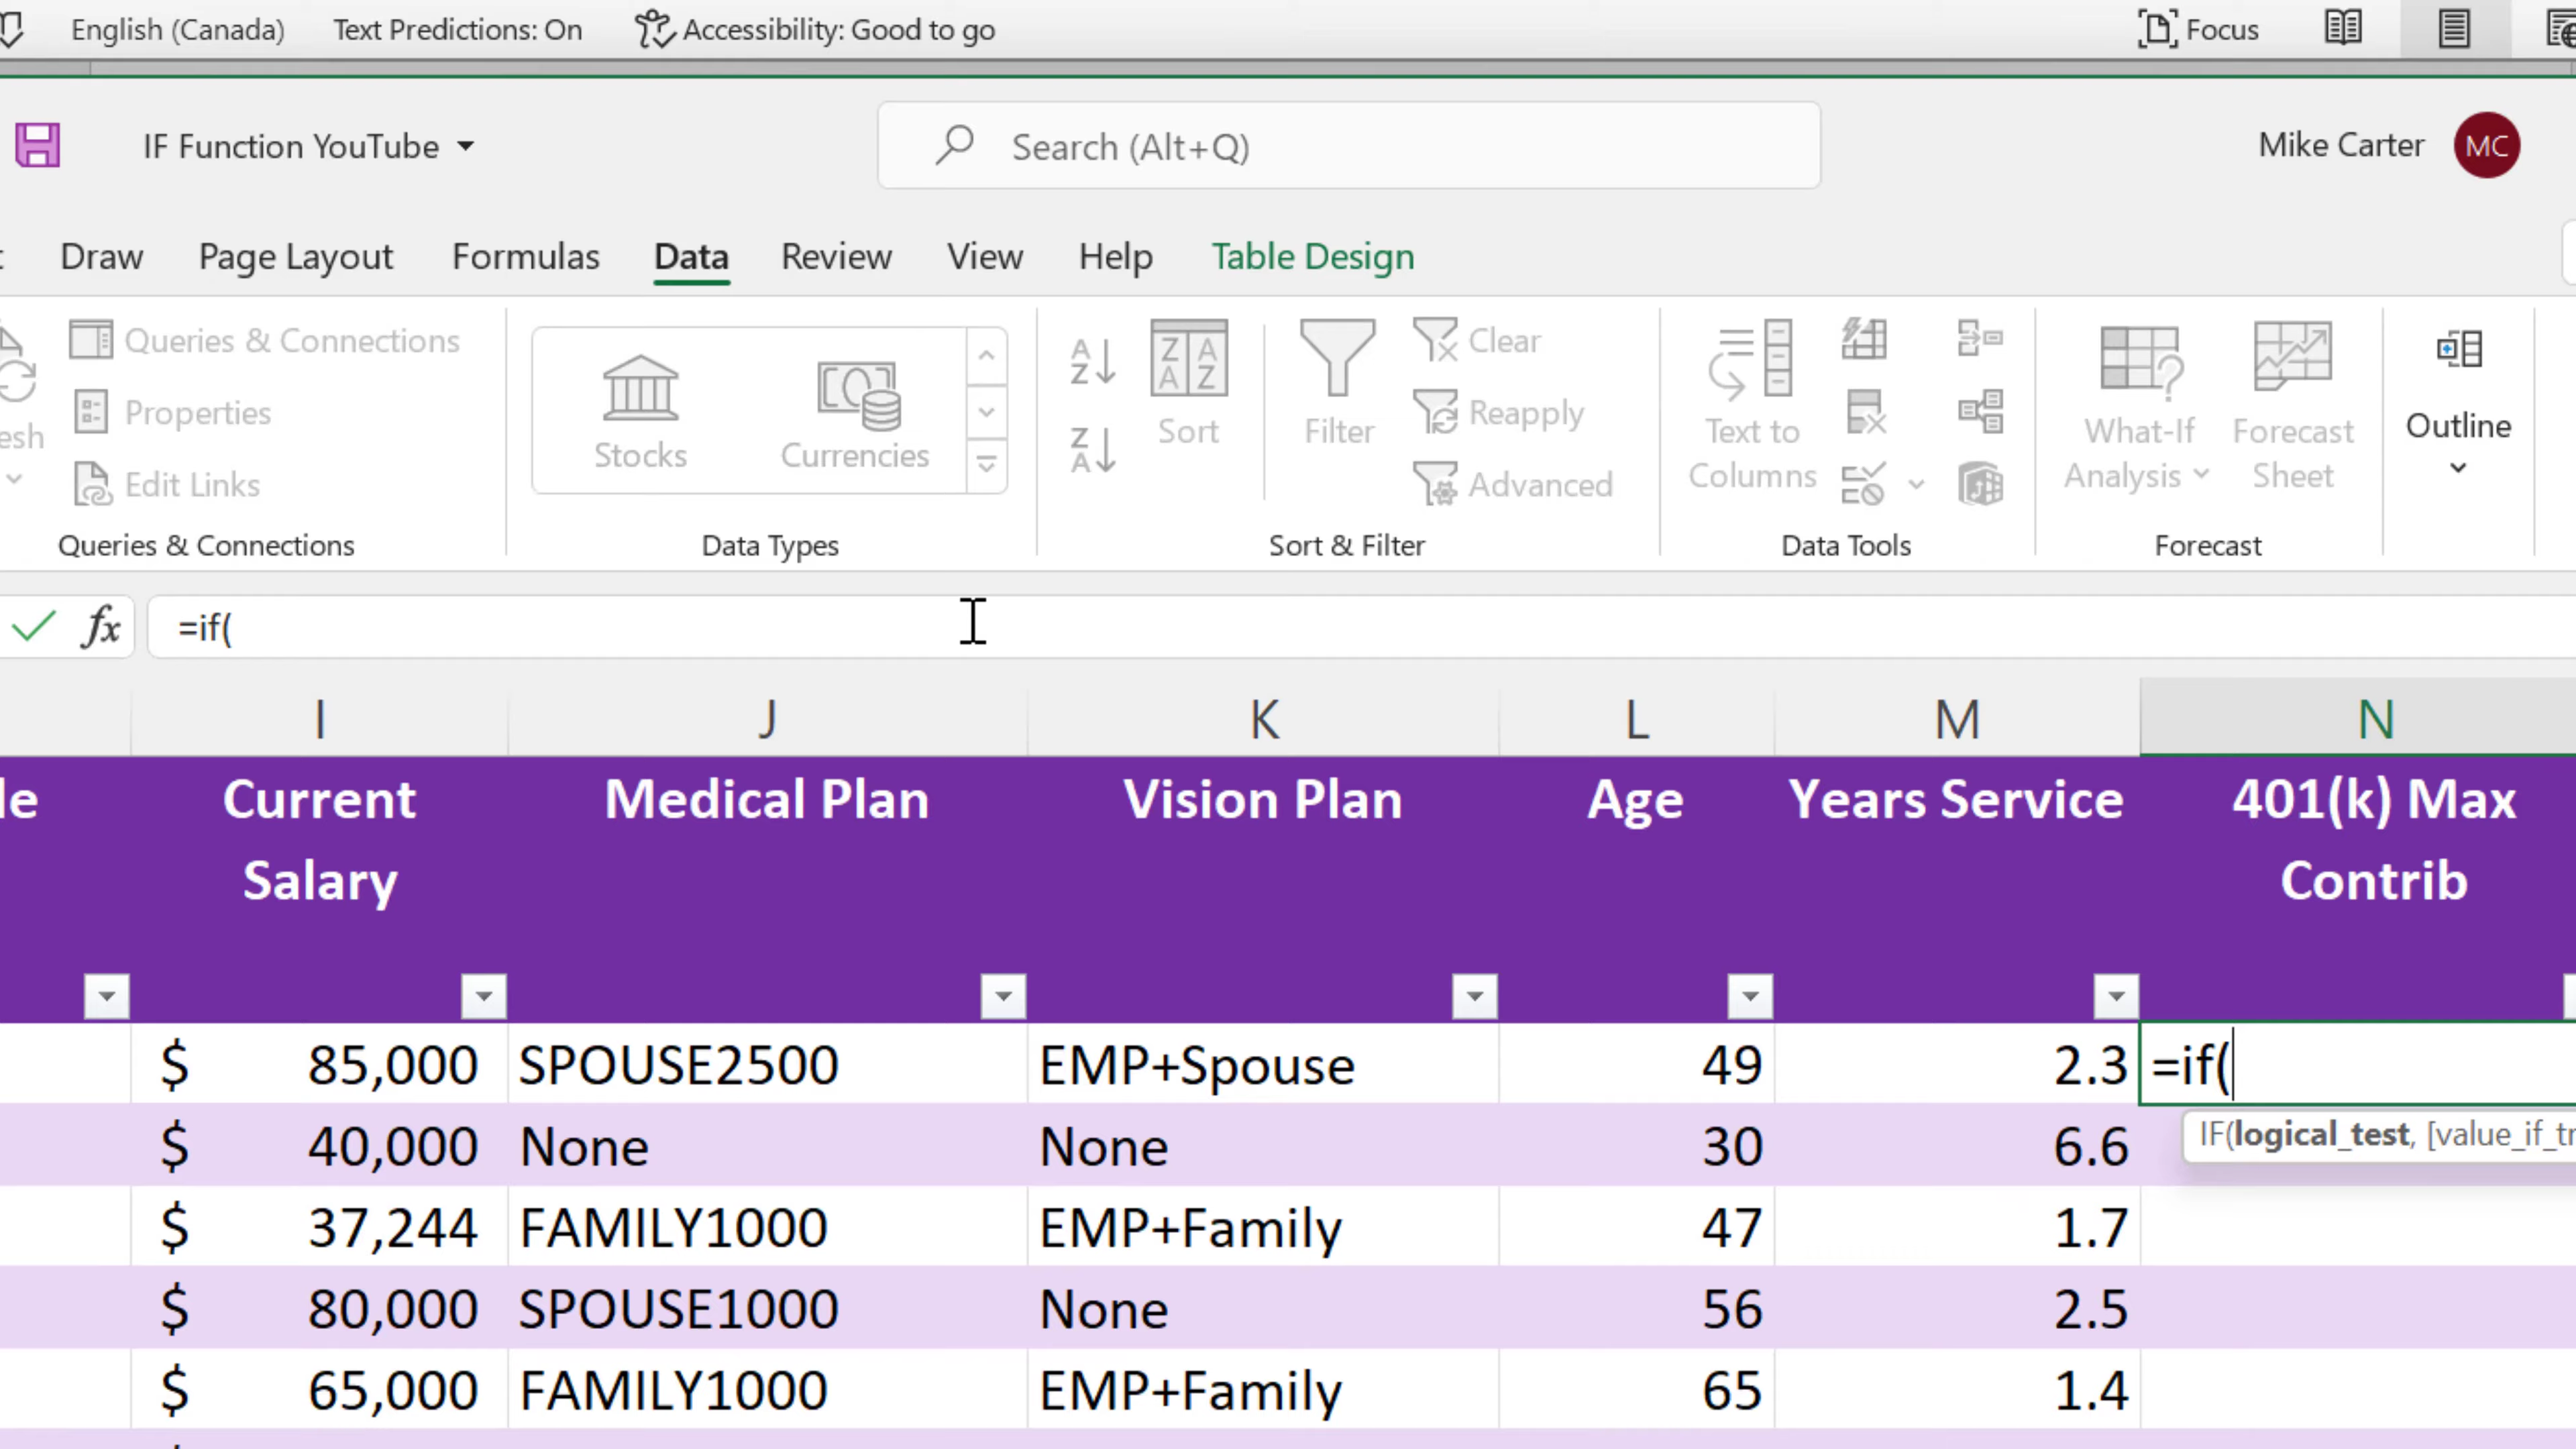 English (Canada) Text Predictions: On Accessibility: Good to go Focus
IF Function YouTube Search (Alt+Q) Mike Carter MC
Draw Page Layout Formulas Data Review View Help Table Design
Queries & Connections
Properties
Edit Links
Queries & Connections
Stocks Currencies
Data Types
Sort Filter
Clear
Reapply
Advanced
Sort & Filter
Text to
Columns
Data Tools
What-If
Analysis
Forecast
Sheet
Forecast
Outline
fx =if(
I J K L M N
Current Salary Medical Plan Vision Plan Age Years Service 401(k) Max Contrib
$ 85,000 SPOUSE2500 EMP+Spouse 49 2.3 =if(
IF(logical_test, [value_if_tr
$ 40,000 None None 30 6.6
$ 37,244 FAMILY1000 EMP+Family 47 1.7
$ 80,000 SPOUSE1000 None 56 2.5
$ 65,000 FAMILY1000 EMP+Family 65 1.4